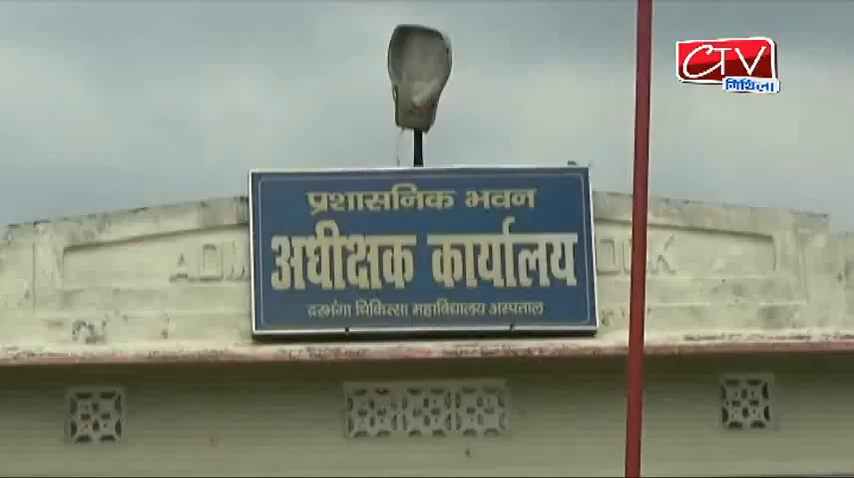 CTV
मिथिला
प्रशासनिक भवन
अधीक्षक कार्यालय
दरभंगा चिकित्सा महाविद्यालय अस्पताल